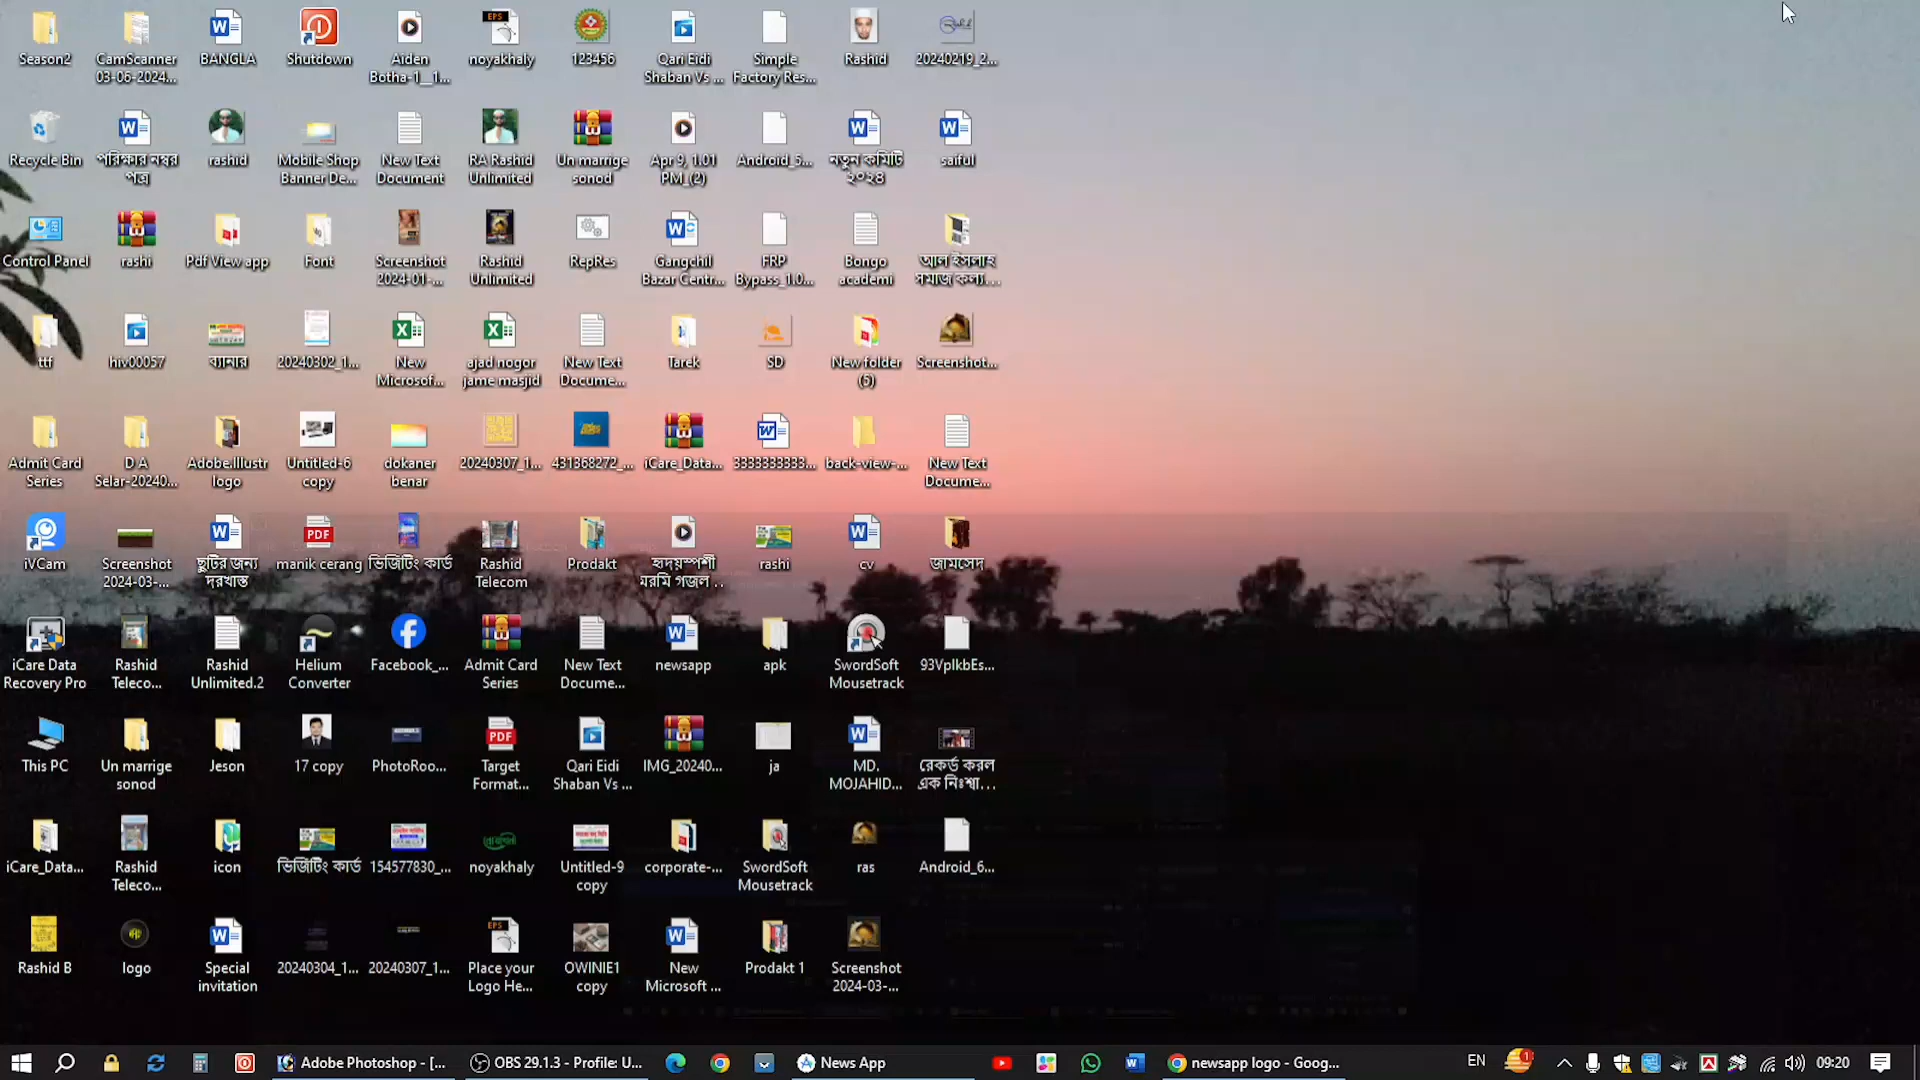 Season2
CamScanner
03-06-2024...
BANGLA
Shutdown
Aiden
Botha-1__1...
EPS
noyakhaly
123456
Qari Eidi
Shaban Vs ...
Simple
Factory Res...
Rashid
20240219_2...
Recycle Bin
পরিক্ষার নম্বর
পত্র
rashid
Mobile Shop
Banner De...
New Text
Document
RA Rashid
Unlimited
Un marrige
sonod
Apr 9, 1.01
PM_(2)
Android_5...
নতুন কমিটি
২০২৪
saiful
Control Panel
rashi
Pdf View app
Font
Screenshot
2024-01-...
Rashid
Unlimited
RepRes
Gangchil
Bazar Centr...
FRP
Bypass_1.0...
Bongo
academi
আল ইসলাহ
সমাজ কল্য...
ttf
hiv00057
ব্যানার
20240302_1...
New
Microsof...
ajad nogor
jame masjid
New Text
Docume...
Tarek
SD
New folder
(5)
Screenshot...
Admit Card
Series
D A
Selar-20240...
Adobe.Illustr
logo
Untitled-6
copy
dokaner
benar
20240307_1...
431368272_...
iCare_Data...
3333333333...
back-view-...
New Text
Docume...
iVCam
Screenshot
2024-03-...
ছুটির জন্য
দরখাস্ত
PDF
manik cerang
ভিজিটিং কার্ড
Rashid
Telecom
Prodakt
হৃদয়স্পর্শী
মরমি গজল ..
rashi
cv
জামসেদ
iCare Data
Recovery Pro
Rashid
Teleco...
Rashid
Unlimited.2
Helium
Converter
Facebook_...
Admit Card
Series
New Text
Docume...
newsapp
apk
SwordSoft
Mousetrack
93VpIkbEs...
This PC
Un marrige
sonod
Jeson
17 copy
PhotoRoo...
PDF
Target
Format...
Qari Eidi
Shaban Vs ...
IMG_20240...
ja
MD.
MOJAHID...
রেকর্ড করল
এক নিঃশ্বা...
iCare_Data...
Rashid
Teleco...
icon
ভিজিটিং কার্ড
154577830_...
noyakhaly
Untitled-9
copy
corporate-...
SwordSoft
Mousetrack
ras
Android_6...
Rashid B
logo
Special
invitation
20240304_1...
20240307_1...
EPS
Place your
Logo He...
OWINIE1
copy
New
Microsoft ...
Prodakt 1
Screenshot
2024-03-...
Adobe Photoshop - [...
OBS 29.1.3 - Profile: U...
News App
newsapp logo - Goog...
EN
1
09:20